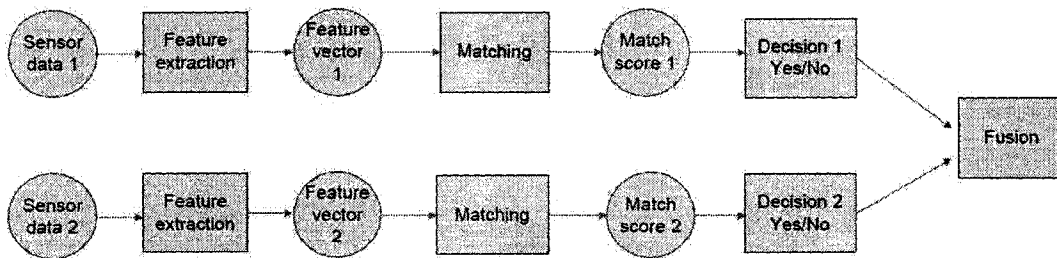 Sensor
data 1
Feature
extraction
Feature
vector
1
Matching
Match
score 1
Decision 1
Yes/No
Fusion
Sensor
data 2
Feature
extraction
Feature
vector
2
Matching
Match
score 2
Decision 2
Yes/No